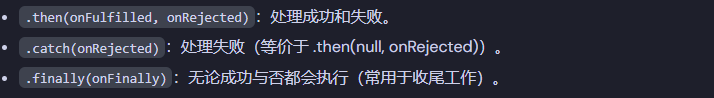 .then(onFulfilled, onRejected)：处理成功和失败。
.catch(onRejected)：处理失败（等价于 .then(null, onRejected)）。
.finally(onFinally)：无论成功与否都会执行（常用于收尾工作）。